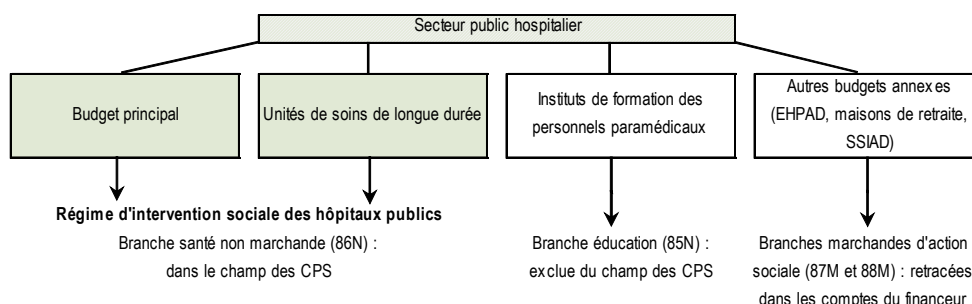 Secteur public hospitalier
Budget principal
Unités de soins de longue durée
Instituts de formation des
personnels paramédicaux
Autres budgets annexes
(EHPAD, maisons de retraite,
SSIAD)
Régime d'intervention sociale des hôpitaux publics
Branche santé non marchande (86N) :
dans le champ des CPS
Branche éducation (85N) :
exclue du champ des CPS
Branches marchandes d'action
sociale (87M et 88M) : retracées
dans les comptes du financeur